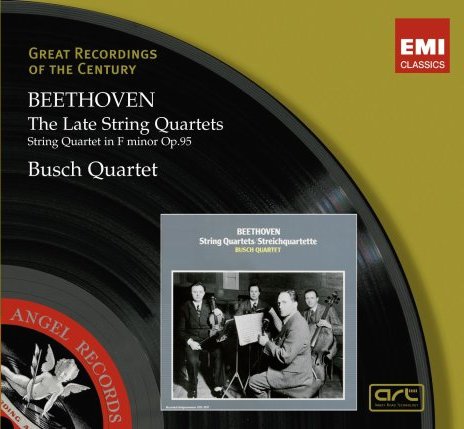 GREAT RECORDINGS
OF THE CENTURY
EMI
CLASSICS
BEETHOVEN
The Late String Quartets
String Quartet in F minor Op.95
Busch Quartet
BEETHOVEN
String Quartets/Streichquartette
BUSCH QUARTET
ANGEL RECORDS
art